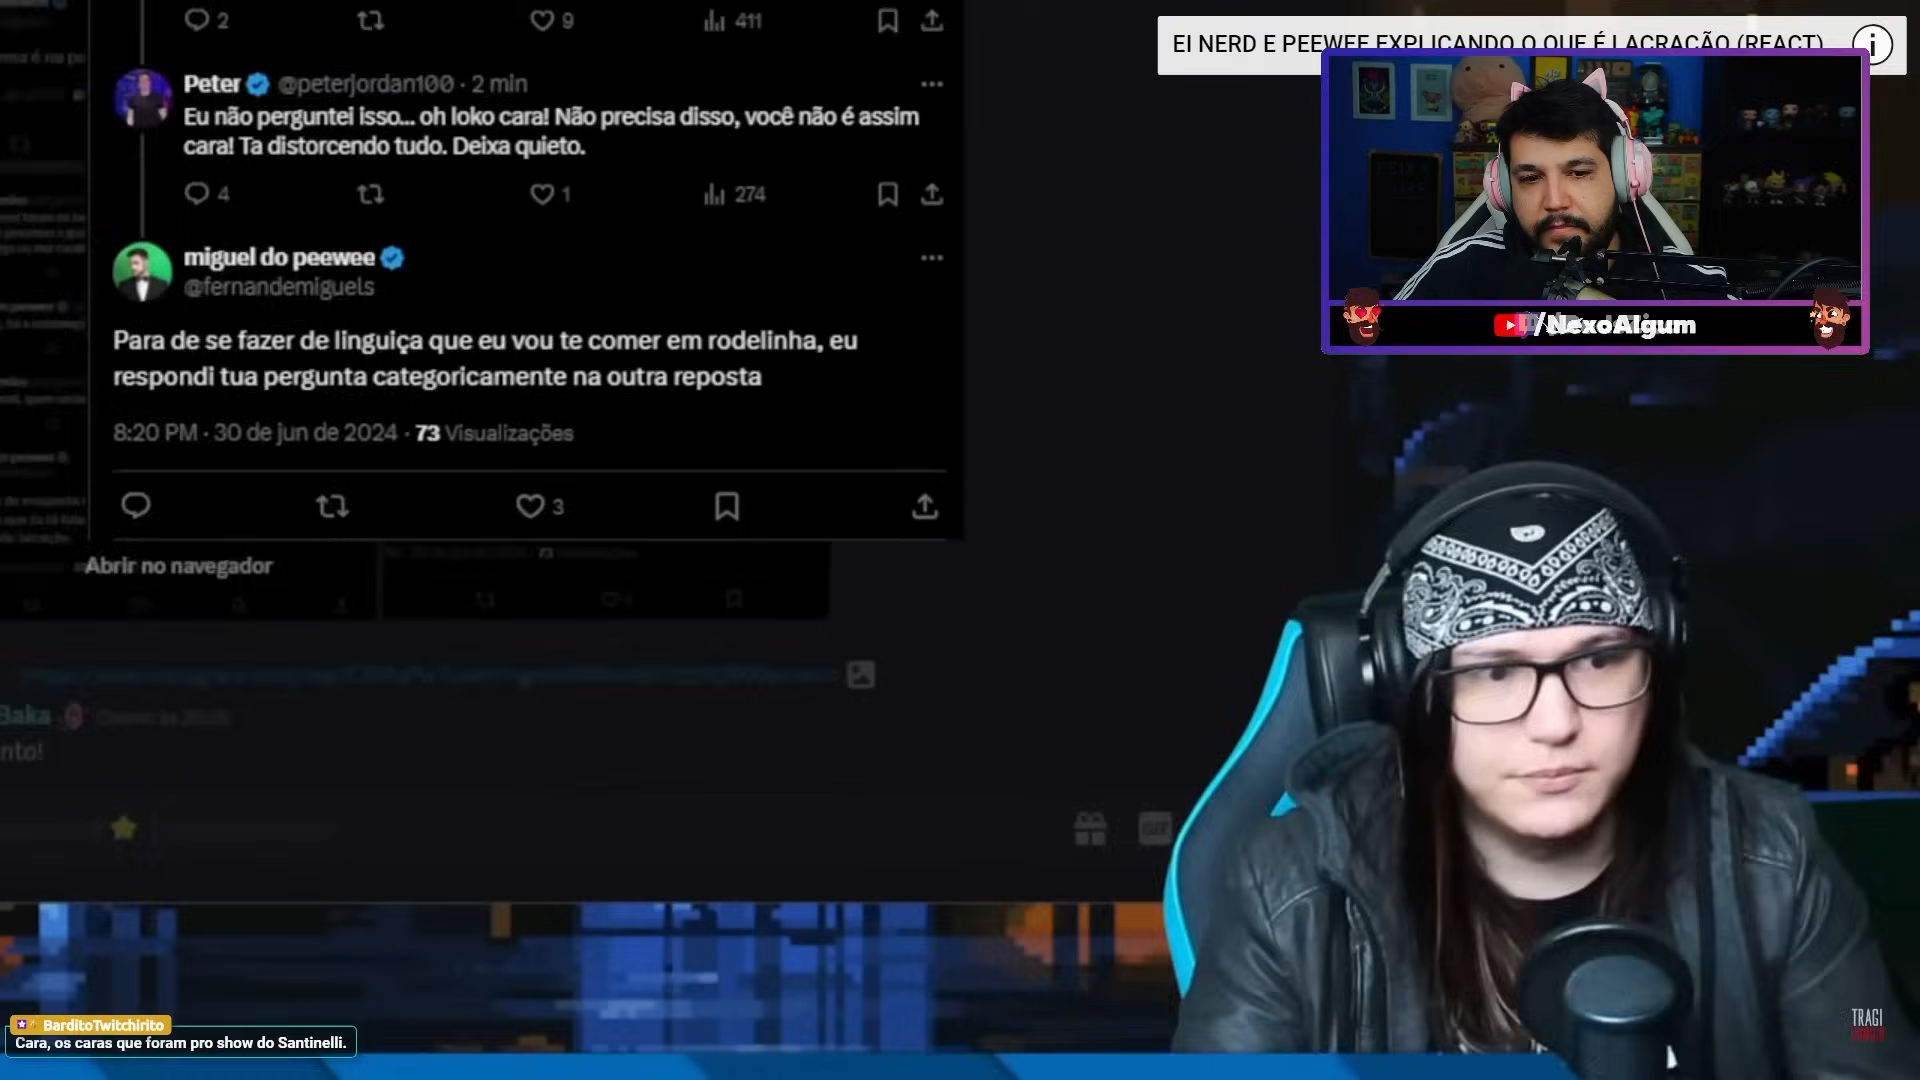 2 9 411
EI NERD E PEEWEE EXPLICANDO O QUE É LACRAÇÃO (REACT)
Peter @peterjordan100 · 2 min
Eu não perguntei isso... oh loko cara! Não precisa disso, você não é assim
cara! Ta distorcendo tudo. Deixa quieto.
4 1 274
miguel do peewee
@fernandemiguels
Para de se fazer de linguiça que eu vou te comer em rodelinha, eu
respondi tua pergunta categoricamente na outra reposta
8:20 PM · 30 de jun de 2024 · 73 Visualizações
3
Abrir no navegador
/NexoAlgum
Baka
nto!
GIF
BarditoTwitchirito
Cara, os caras que foram pro show do Santinelli.
TRAGI